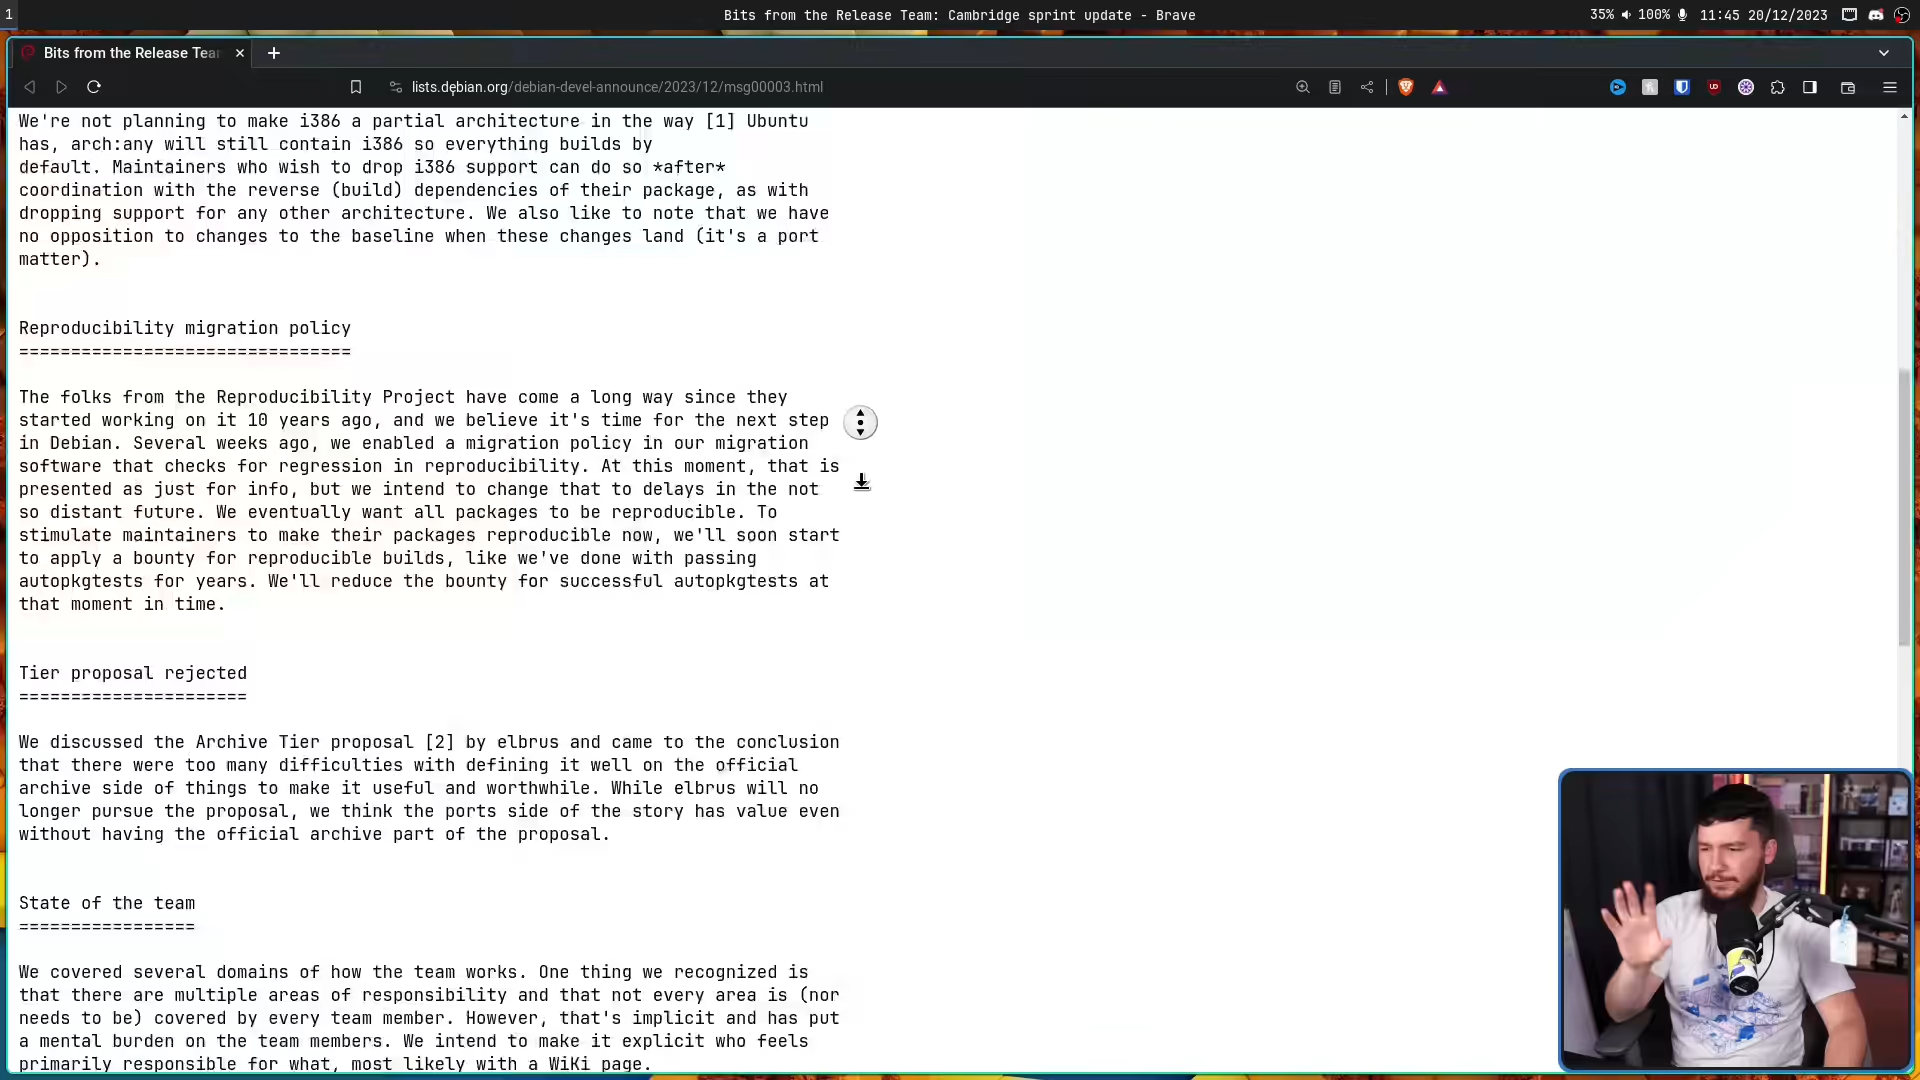 1
Bits from the Release Team: Cambridge sprint update - Brave
35% 100% 11:45 20/12/2023
Bits from the Release Tea
lists.debian.org/debian-devel-announce/2023/12/msg00003.html
We're not planning to make i386 a partial architecture in the way [1] Ubuntu
has, arch:any will still contain i386 so everything builds by
default. Maintainers who wish to drop i386 support can do so *after*
coordination with the reverse (build) dependencies of their package, as with
dropping support for any other architecture. We also like to note that we have
no opposition to changes to the baseline when these changes land (it's a port
matter).
Reproducibility migration policy
================================
The folks from the Reproducibility Project have come a long way since they
started working on it 10 years ago, and we believe it's time for the next step
in Debian. Several weeks ago, we enabled a migration policy in our migration
software that checks for regression in reproducibility. At this moment, that is
presented as just for info, but we intend to change that to delays in the not
so distant future. We eventually want all packages to be reproducible. To
stimulate maintainers to make their packages reproducible now, we'll soon start
to apply a bounty for reproducible builds, like we've done with passing
autopkgtests for years. We'll reduce the bounty for successful autopkgtests at
that moment in time.
Tier proposal rejected
======================
We discussed the Archive Tier proposal [2] by elbrus and came to the conclusion
that there were too many difficulties with defining it well on the official
archive side of things to make it useful and worthwhile. While elbrus will no
longer pursue the proposal, we think the ports side of the story has value even
without having the official archive part of the proposal.
State of the team
=================
We covered several domains of how the team works. One thing we recognized is
that there are multiple areas of responsibility and that not every area is (nor
needs to be) covered by every team member. However, that's implicit and has put
a mental burden on the team members. We intend to make it explicit who feels
primarily responsible for what, most likely with a WiKi page.